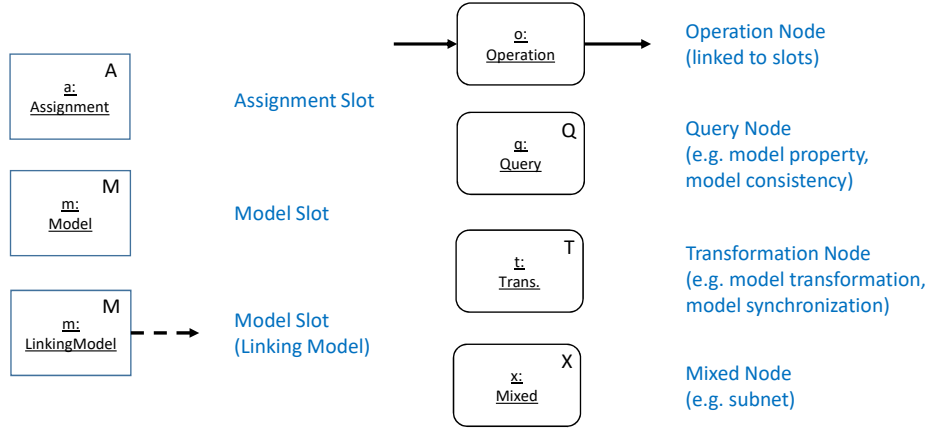 A
a:
Assignment
Assignment Slot
M
m:
Model
Model Slot
M
m:
LinkingModel
Model Slot
(Linking Model)
o:
Operation
Operation Node
(linked to slots)
Q
q:
Query
Query Node
(e.g. model property,
model consistency)
T
t:
Trans.
Transformation Node
(e.g. model transformation,
model synchronization)
X
x:
Mixed
Mixed Node
(e.g. subnet)